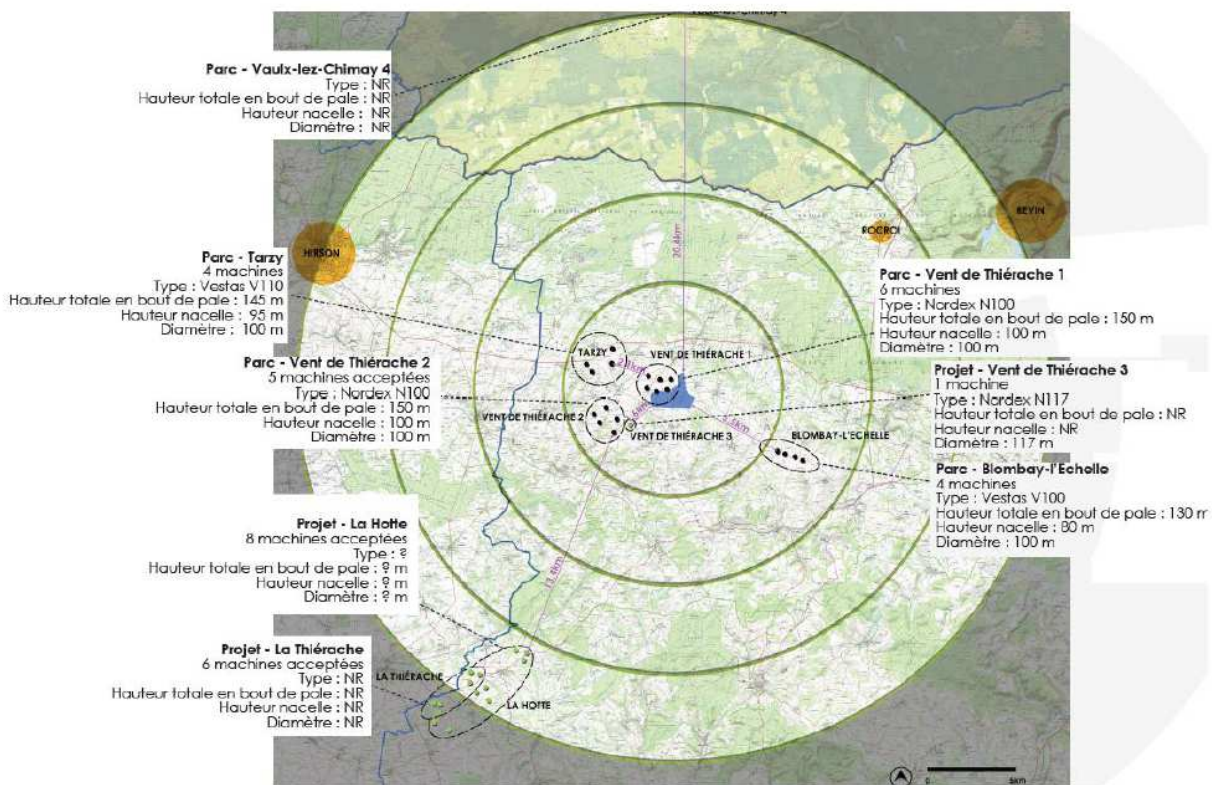 Parc - Vaulx-lez-Chimay 4
Type : NR
Hauteur totale en bout de pale : NR
Hauteur nacelle : NR
Diamètre : NR
HIRSON
ROCROI
REVIN
20.8km
Parc - Tarzy
4 machines
Type : Vestas V110
Hauteur totale en bout de pale : 145 m
Hauteur nacelle : 95 m
Diamètre : 100 m
Parc - Vent de Thiérache 1
6 machines
Type : Nordex N100
Hauteur totale en bout de pale : 150 m
Hauteur nacelle : 100 m
Diamètre : 100 m
TARZY
VENT DE THIÉRACHE 1
Parc - Vent de Thiérache 2
5 machines acceptées
Type : Nordex N100
Hauteur totale en bout de pale : 150 m
Hauteur nacelle : 100 m
Diamètre : 100 m
Projet - Vent de Thiérache 3
1 machine
Type : Nordex N117
Hauteur totale en bout de pale : NR
Hauteur nacelle : NR
Diamètre : 117 m
VENT DE THIÉRACHE 2
VENT DE THIÉRACHE 3
BLOMBAY-L'ECHELLE
Parc - Blombay-l'Echelle
4 machines
Type : Vestas V100
Hauteur totale en bout de pale : 130 m
Hauteur nacelle : 80 m
Diamètre : 100 m
Projet - La Hotte
8 machines acceptées
Type : ?
Hauteur totale en bout de pale : ? m
Hauteur nacelle : ? m
Diamètre : ? m
13.4km
Projet - La Thiérache
6 machines acceptées
Type : NR
Hauteur totale en bout de pale : NR
Hauteur nacelle : NR
Diamètre : NR
LA THIÉRACHE
LA HOTTE
0
5km